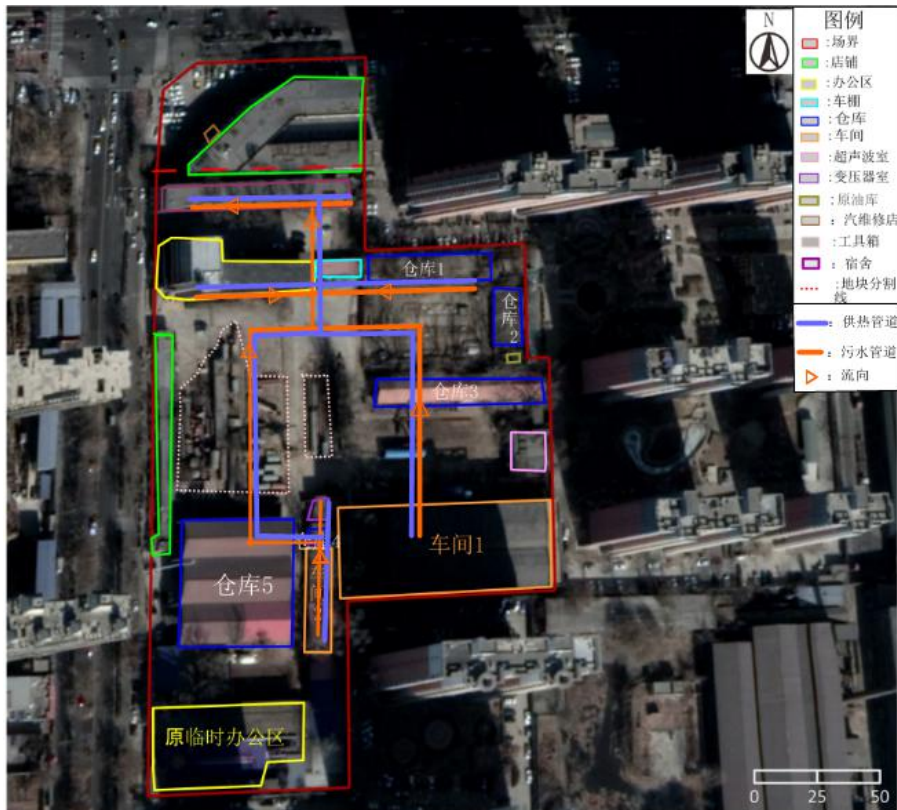 N
图例
:场界
:店铺
:办公区
:车棚
:仓库
:车间
:超声波室
:变压器室
:原油库
:汽维修店
:工具箱
:宿舍
:地块分割
线
:供热管道
:污水管道
:流向
仓库1
仓库2
仓库3
车间1
仓库5
原临时办公区
0 25 50